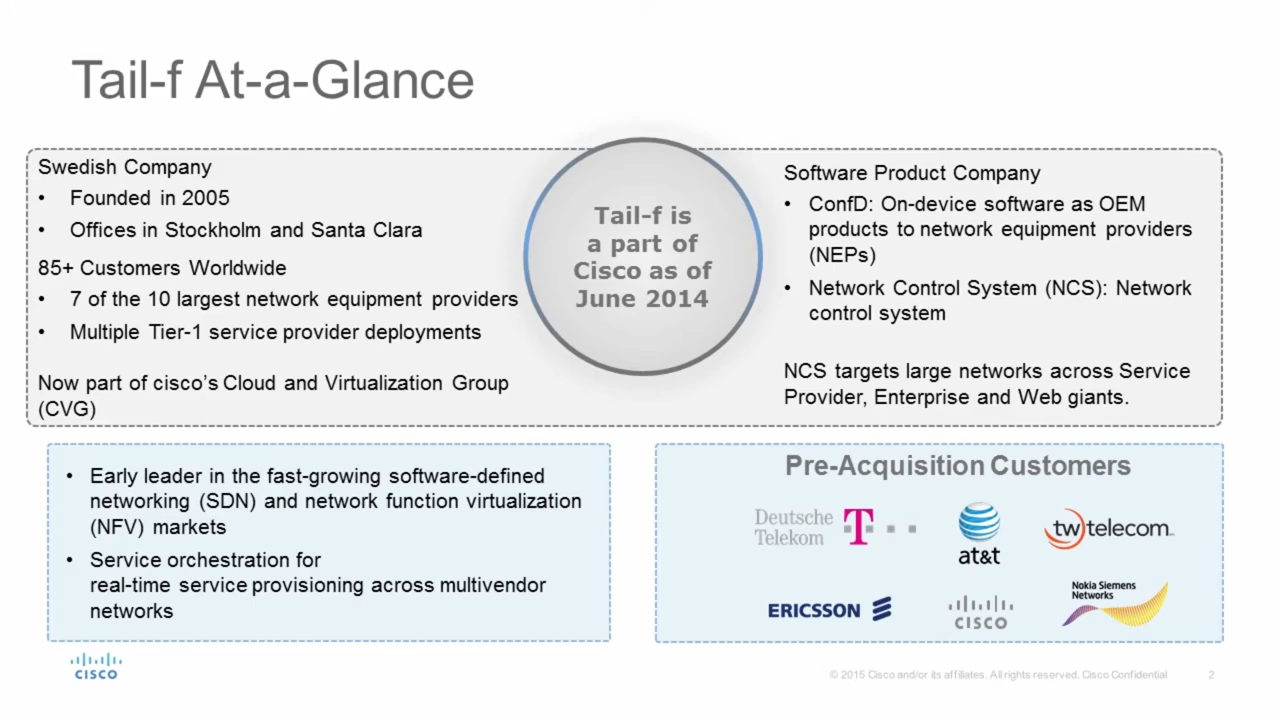 Tail-f At-a-Glance
Swedish Company
• Founded in 2005
• Offices in Stockholm and Santa Clara
85+ Customers Worldwide
• 7 of the 10 largest network equipment providers
• Multiple Tier-1 service provider deployments
Now part of cisco's Cloud and Virtualization Group
(CVG)
Tail-f is
a part of
Cisco as of
June 2014
Software Product Company
• ConfD: On-device software as OEM
products to network equipment providers
(NEPs)
• Network Control System (NCS): Network
control system
NCS targets large networks across Service
Provider, Enterprise and Web giants.
• Early leader in the fast-growing software-defined
networking (SDN) and network function virtualization
(NFV) markets
• Service orchestration for
real-time service provisioning across multivendor
networks
Pre-Acquisition Customers
Deutsche
Telekom
T
at&t
tw telecom
ERICSSON
CISCO
Nokia Siemens
Networks
CISCO
© 2015 Cisco and/or its affiliates. All rights reserved. Cisco Confidential
2